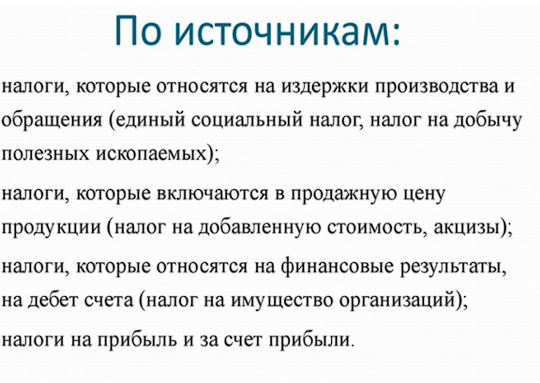 По источникам:
налоги, которые относятся на издержки производства и
обращения (единый социальный налог, налог на добычу
полезных ископаемых);
налоги, которые включаются в продажную цену
продукции (налог на добавленную стоимость, акцизы);
налоги, которые относятся на финансовые результаты,
на дебет счета (налог на имущество организаций);
налоги на прибыль и за счет прибыли.